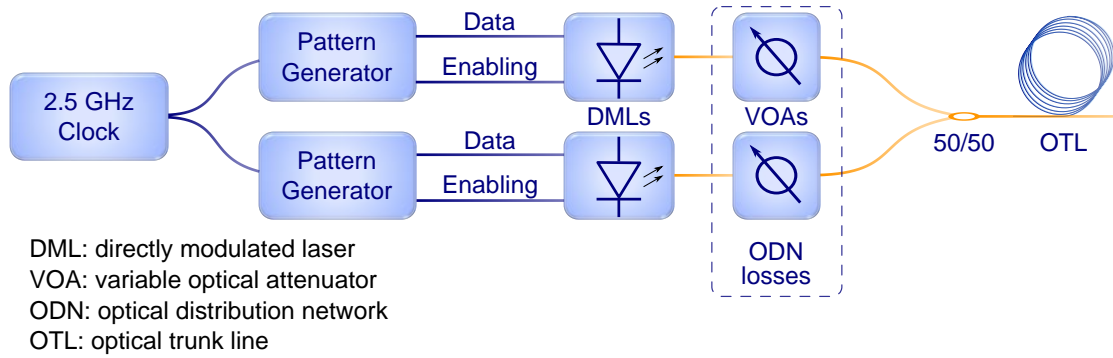 2.5 GHz
Clock
Pattern
Generator
Data
Enabling
DMLs
VOAs
Pattern
Generator
Data
Enabling
ODN
losses
50/50
OTL
DML: directly modulated laser
VOA: variable optical attenuator
ODN: optical distribution network
OTL: optical trunk line